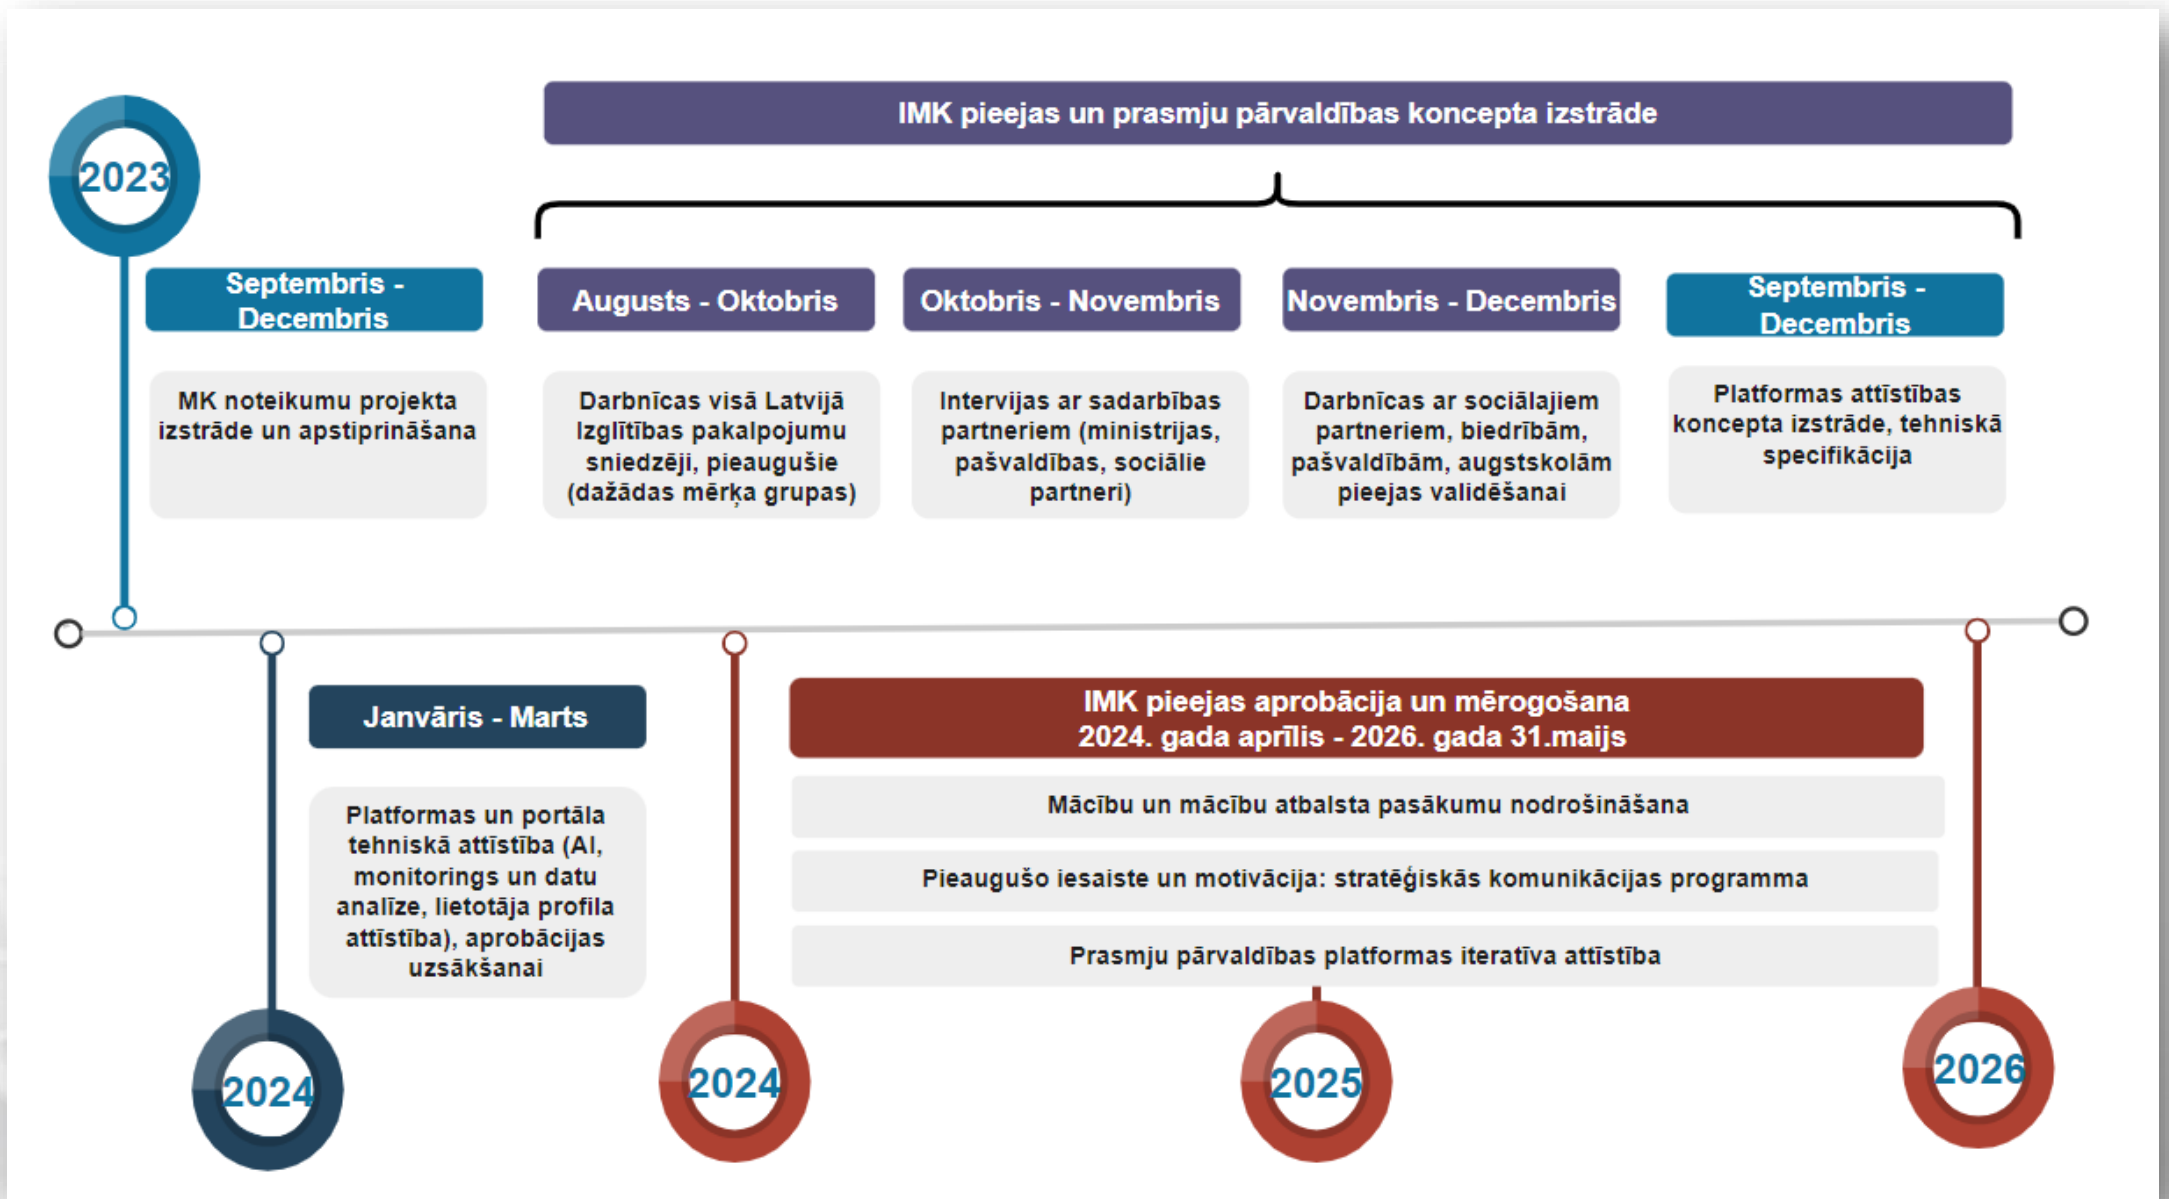 IMK pieejas un prasmju pārvaldības koncepta izstrāde
2023
Septembris -
Decembris
MK noteikumu projekta
izstrāde un apstiprināšana
Augusts - Oktobris
Darbnīcas visā Latvijā
Izglītības pakalpojumu
sniedzēji, pieaugušie
(dažādas mērķa grupas)
Oktobris - Novembris
Intervijas ar sadarbības
partneriem (ministrijas,
pašvaldības, sociālie
partneri)
Novembris - Decembris
Darbnīcas ar sociālajiem
partneriem, biedrībām,
pašvaldībām, augstskolām
pieejas validēšanai
Septembris -
Decembris
Platformas attīstības
koncepta izstrāde, tehniskā
specifikācija
Janvāris - Marts
Platformas un portāla
tehniskā attīstība (AI,
monitorings un datu
analīze, lietotāja profila
attīstība), aprobācijas
uzsākšanai
2024
IMK pieejas aprobācija un mērogošana
2024. gada aprīlis - 2026. gada 31.maijs
Mācību un mācību atbalsta pasākumu nodrošināšana
Pieaugušo iesaiste un motivācija: stratēģiskās komunikācijas programma
Prasmju pārvaldības platformas iteratīva attīstība
2024
2025
2026